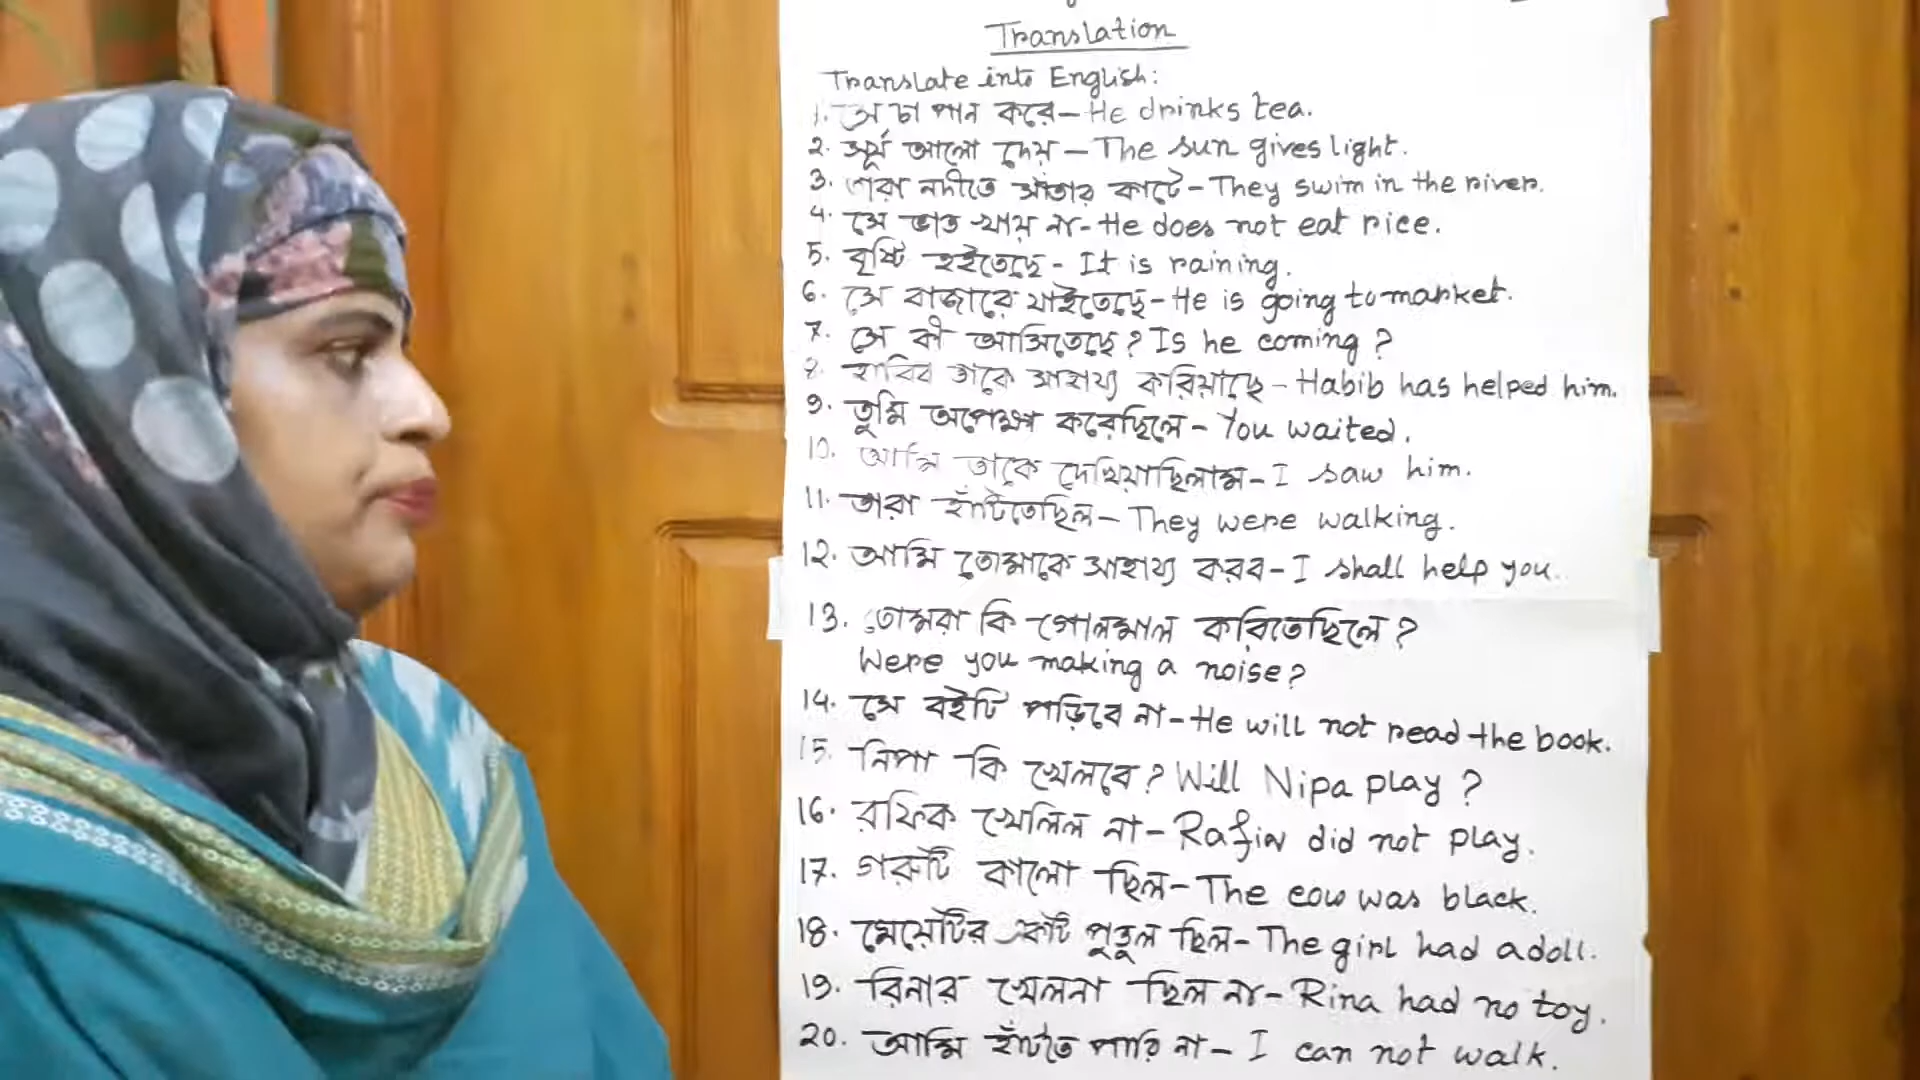 Translation
Translate into English:
1. সে চা পান করে – He drinks tea.
2. সূর্য আলো দেয় – The sun gives light.
3. তারা নদীতে সাঁতার কাটে – They swim in the river.
4. সে ভাত খায় না – He does not eat rice.
5. বৃষ্টি হইতেছে - It is raining.
6. সে বাজারে যাইতেছে – He is going to market.
7. সে কী আসিতেছে? Is he coming?
8. হাবিব তাকে সাহায্য করিয়াছে – Habib has helped him.
9. তুমি অপেক্ষা করেছিলে – You waited.
10. আমি তাকে দেখিয়াছিলাম – I saw him.
11. তারা হাঁটিতেছিল – They were walking.
12. আমি তোমাকে সাহায্য করব – I shall help you.
13. তোমরা কি গোলমাল করিতেছিলে?
Were you making a noise?
14. সে বইটি পড়িবে না – He will not read the book.
15. নিপা কি খেলবে? Will Nipa play?
16. রফিক খেলিল না – did not play.
17. গরুটি কালো ছিল – The cow was black.
18. মেয়েটির একটি পুতুল ছিল – The girl had a doll.
19. রিনার খেলনা ছিল না – Rina had no toy.
20. আমি হাঁটতে পারি না – I can not walk.